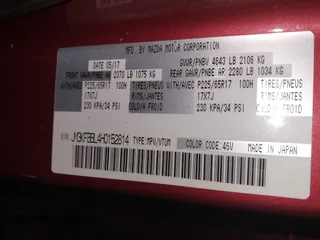 MFD. BY MAZDA MOTOR CORPORATION
DATE 05/17
GVWR/PNBV 4643 LB 2106 KG
FRONT GAWR/PNBE AV 2370 LB 1075 KG
REAR GAWR/PNBE AR 2280 LB 1034 KG
WITH/AVEC P225/65R17 100H TIRES/PNEUS
WITH/AVEC P225/65R17 100H TIRES/PNEUS
17X7J RIMS/JANTES
17X7J RIMS/JANTES
230 KPA/34 PSI COLD/A FROID
230 KPA/34 PSI COLD/A FROID
TYPE:MPV/VTUM
COLOR CODE:46V
MADE IN JAPAN